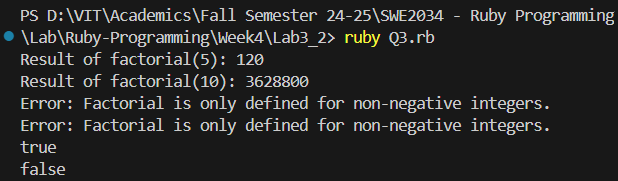 PS D:\VIT\Academics\Fall Semester 24-25\SWE2034 - Ruby Programming
\Lab\Ruby-Programming\Week4\Lab3_2> ruby Q3.rb
Result of factorial(5): 120
Result of factorial(10): 3628800
Error: Factorial is only defined for non-negative integers.
Error: Factorial is only defined for non-negative integers.
true
false